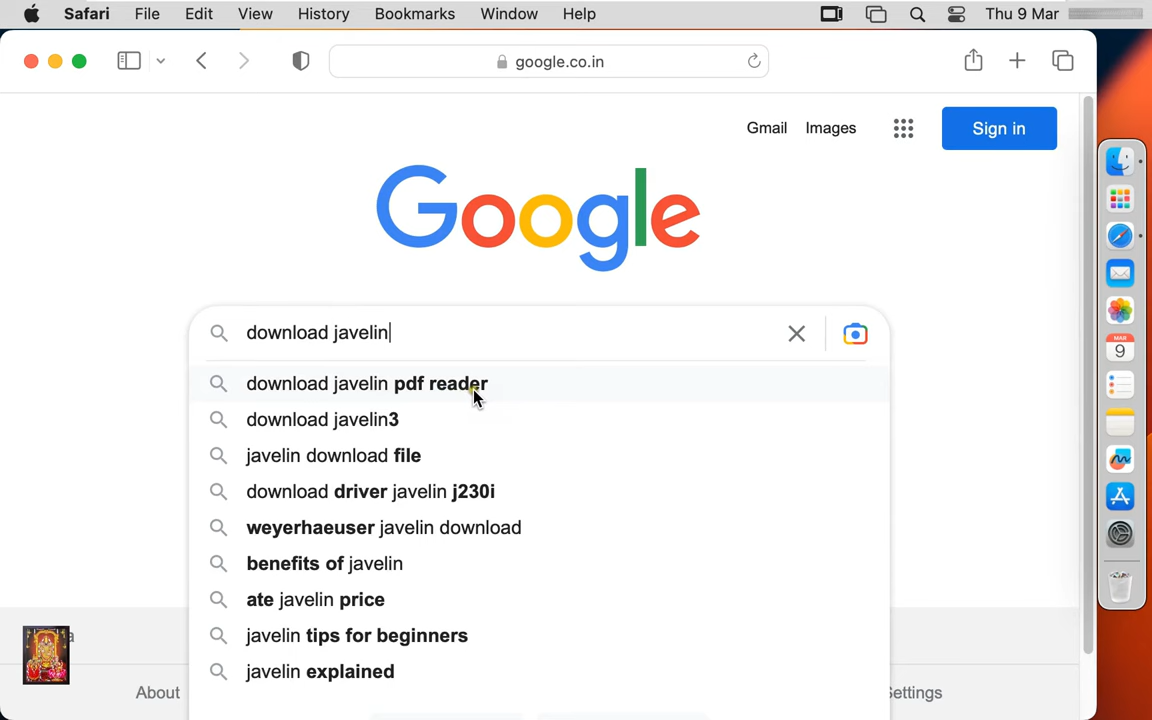 Safari File Edit View History Bookmarks Window Help Thu 9 Mar
google.co.in
Gmail Images Sign in
Google
download javelin
download javelin pdf reader
download javelin3
javelin download file
download driver javelin j230i
weyerhaeuser javelin download
benefits of javelin
ate javelin price
javelin tips for beginners
javelin explained
About
MAR
9